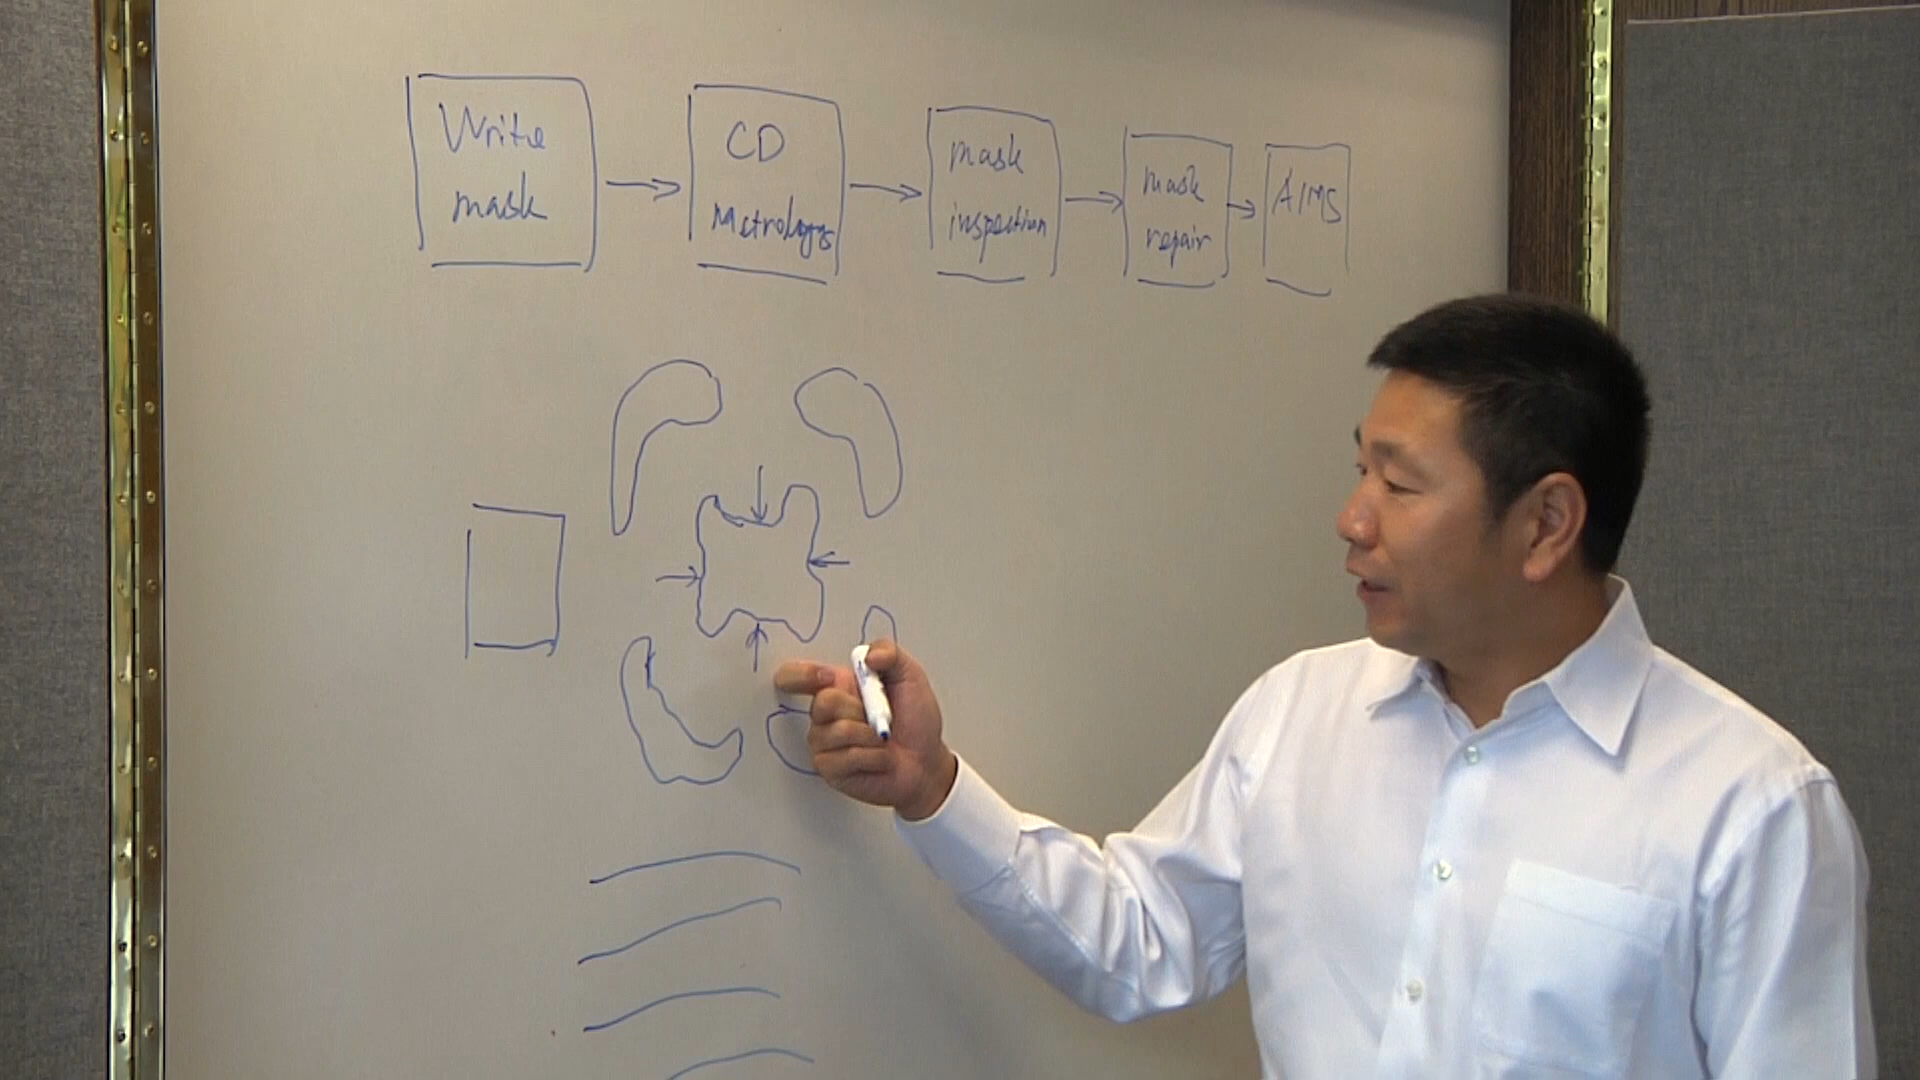 Write
mask
CD
Metrology
mask
inspection
mask
repair
AIMS